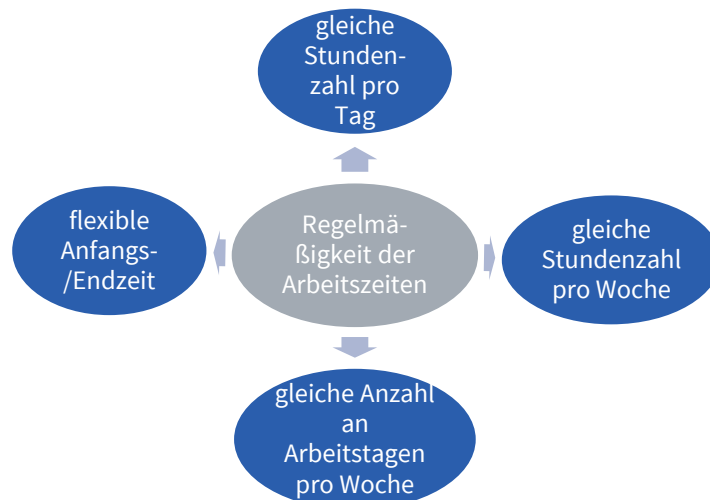 gleiche
Stunden-
zahl pro
Tag
flexible
Anfangs-
/Endzeit
Regelmä-
ßigkeit der
Arbeitszeiten
gleiche
Stundenzahl
pro Woche
gleiche Anzahl
an
Arbeitstagen
pro Woche